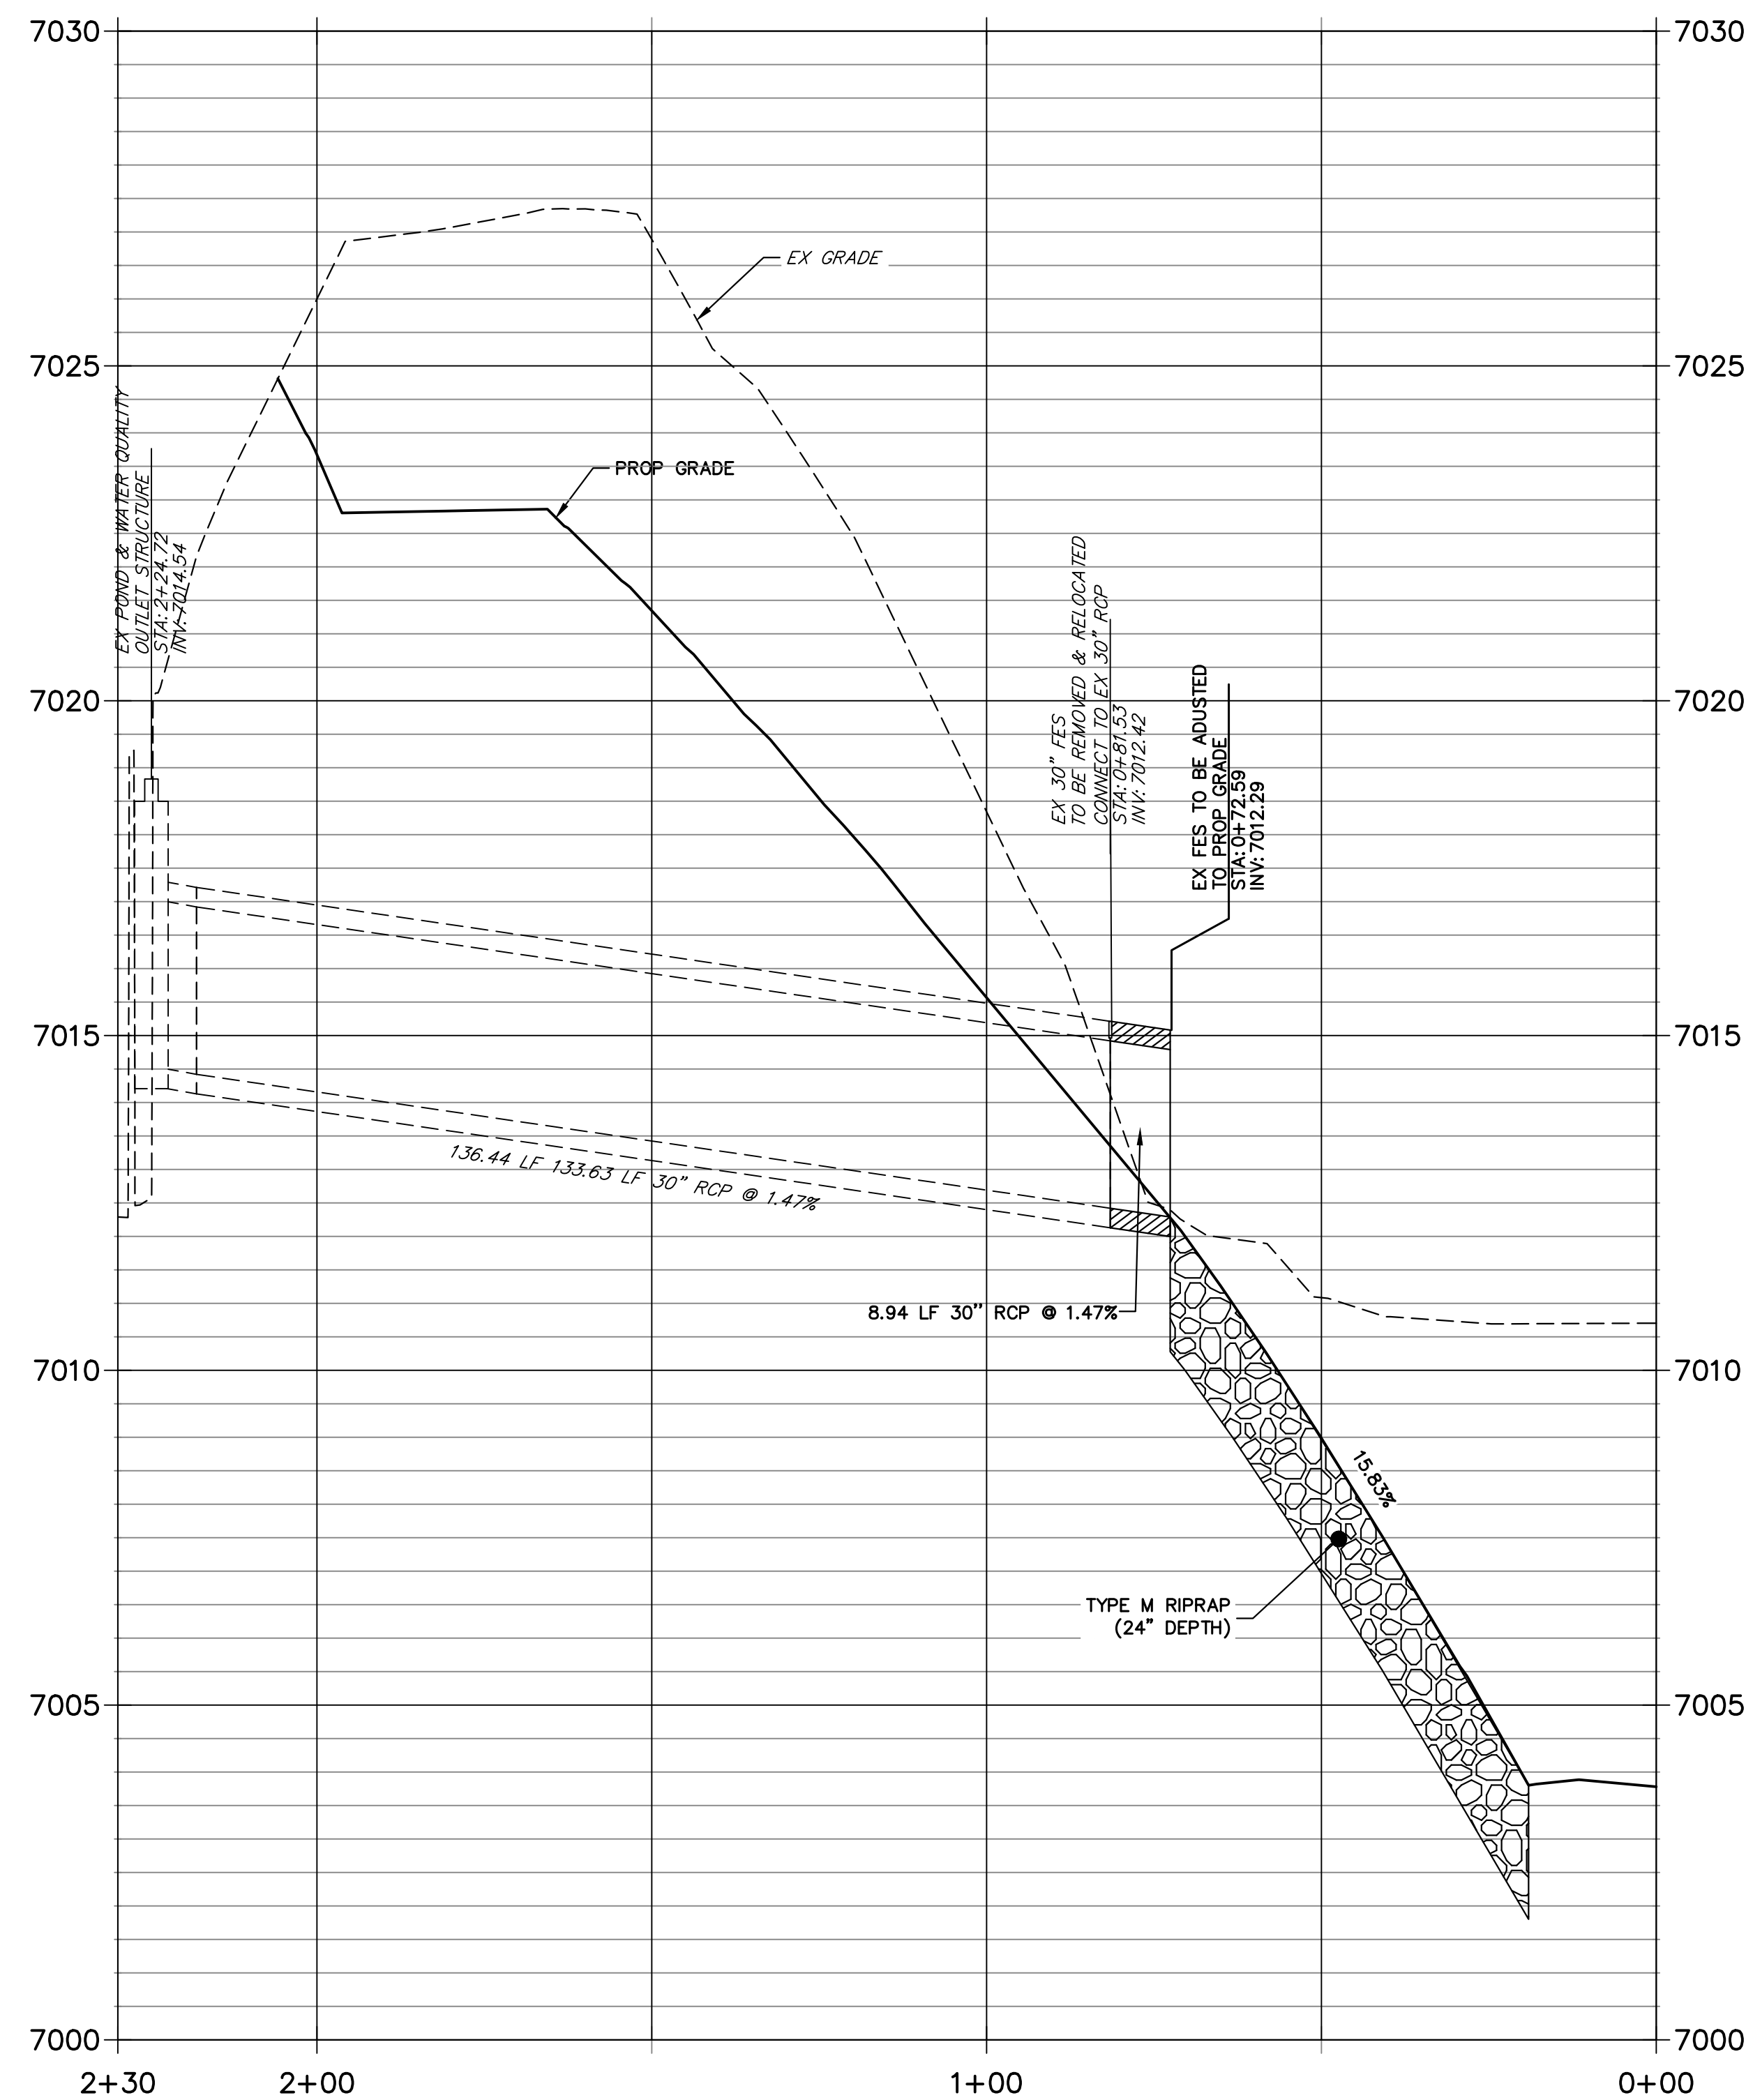 7030
7030
EX GRADE
7025
7025
PROP GRADE
EX POND & WATER QUALITY
OUTLET STRUCTURE
STA: 2+24.72
INV: 7014.54
EX 30" FES
TO BE REMOVED & RELOCATED
CONNECT TO EX 30" RCP
STA: 0+81.53
INV: 7012.42
EX FES TO BE ADUSTED
TO PROP GRADE
STA: 0+72.59
INV: 7012.29
7020
7020
7015
7015
136.44 LF 133.63 LF 30" RCP @ 1.47%
8.94 LF 30" RCP @ 1.47%
7010
7010
15.83%
TYPE M RIPRAP
(24" DEPTH)
7005
7005
7000
7000
2+30
2+00
1+00
0+00